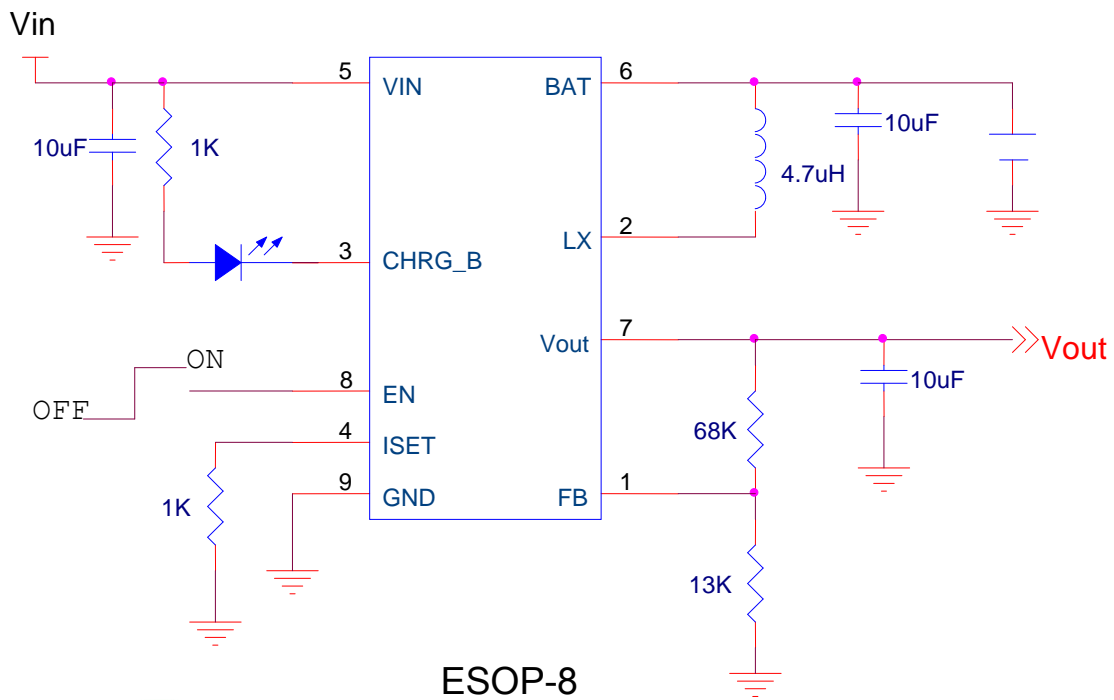 Vin
5
VIN
BAT
6
10uF
1K
10uF
4.7uH
LX
2
3
CHRG_B
Vout
7
Vout
ON
OFF
8
EN
10uF
4
ISET
68K
1K
9
GND
FB
1
13K
ESOP-8